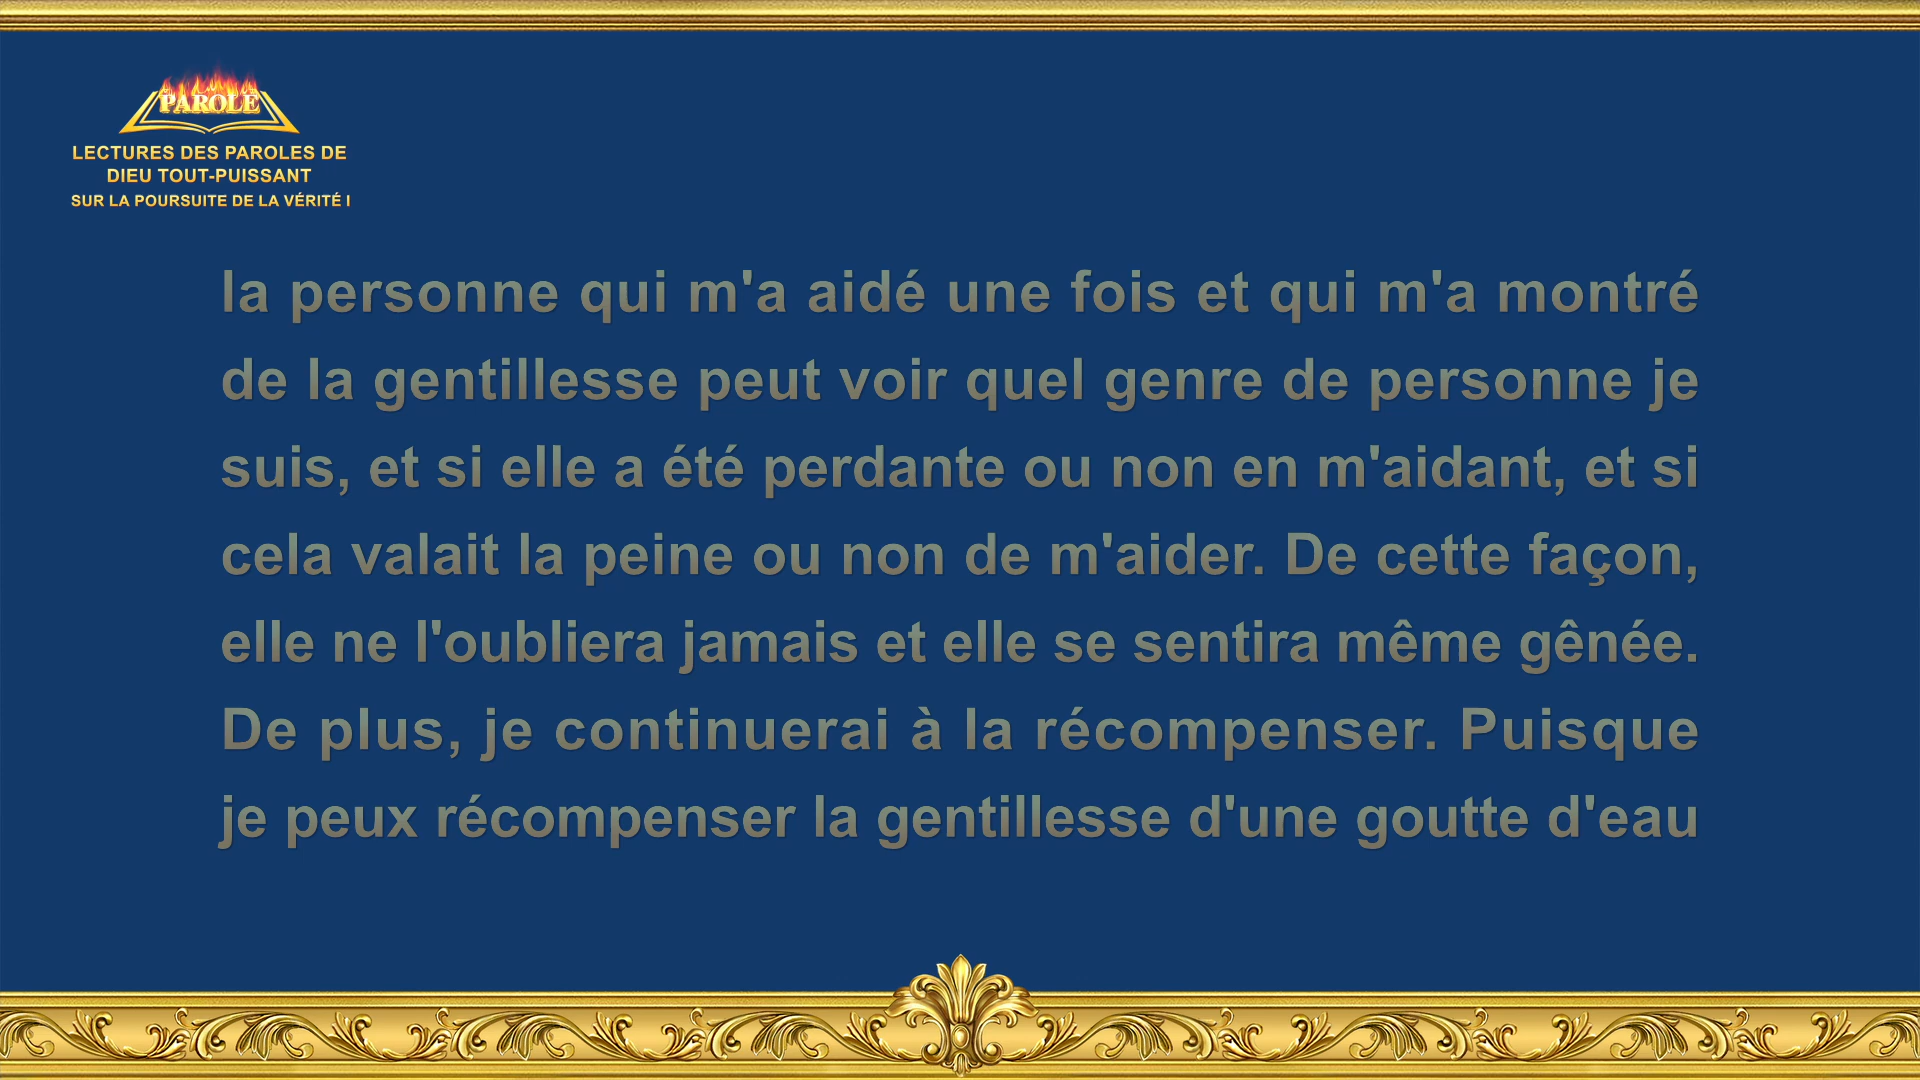 PAROLE
LECTURES DES PAROLES DE
DIEU TOUT-PUISSANT
SUR LA POURSUITE DE LA VÉRITÉ I
la personne qui m'a aidé une fois et qui m'a montré
de la gentillesse peut voir quel genre de personne je
suis, et si elle a été perdante ou non en m'aidant, et si
cela valait la peine ou non de m'aider. De cette façon,
elle ne l'oubliera jamais et elle se sentira même gênée.
De plus, je continuerai à la récompenser. Puisque
je peux récompenser la gentillesse d'une goutte d'eau